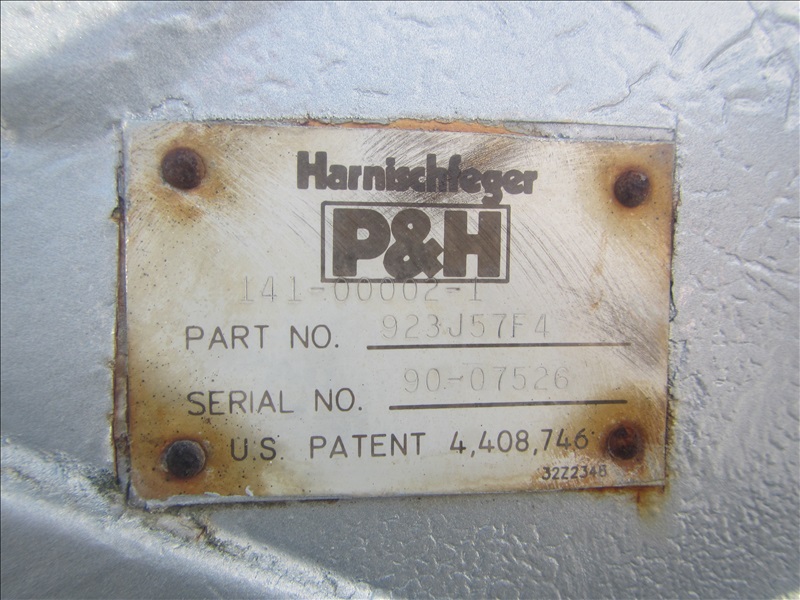 Harnischfeger
P&H
141-00002-1
PART NO. 923J57F4
SERIAL NO. 90-07526
U.S. PATENT 4,408,746
32Z2348